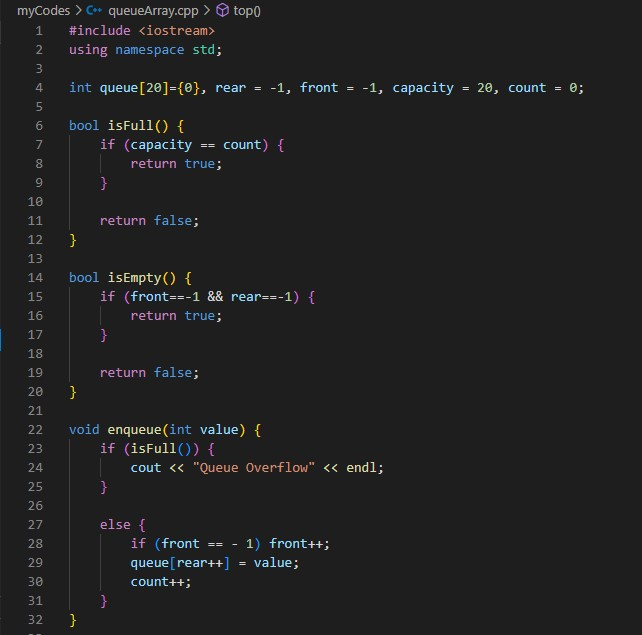 myCodes > C++ queueArray.cpp > top()
1 #include <iostream>
2 using namespace std;
3
4 int queue[20]={0}, rear = -1, front = -1, capacity = 20, count = 0;
5
6 bool isFull() {
7     if (capacity == count) {
8         return true;
9     }
10
11     return false;
12 }
13
14 bool isEmpty() {
15     if (front==-1 && rear==-1) {
16         return true;
17     }
18
19     return false;
20 }
21
22 void enqueue(int value) {
23     if (isFull()) {
24         cout << "Queue Overflow" << endl;
25     }
26
27     else {
28         if (front == - 1) front++;
29         queue[rear++] = value;
30         count++;
31     }
32 }